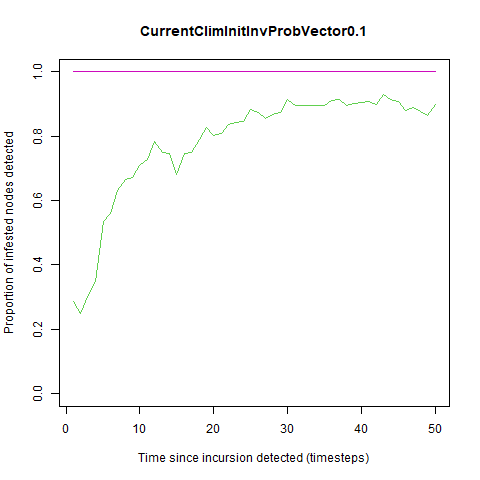 CurrentClimInitInvProbVector0.1
Proportion of infested nodes detected
1.0
0.8
0.6
0.4
0.2
0.0
0 10 20 30 40 50
Time since incursion detected (timesteps)